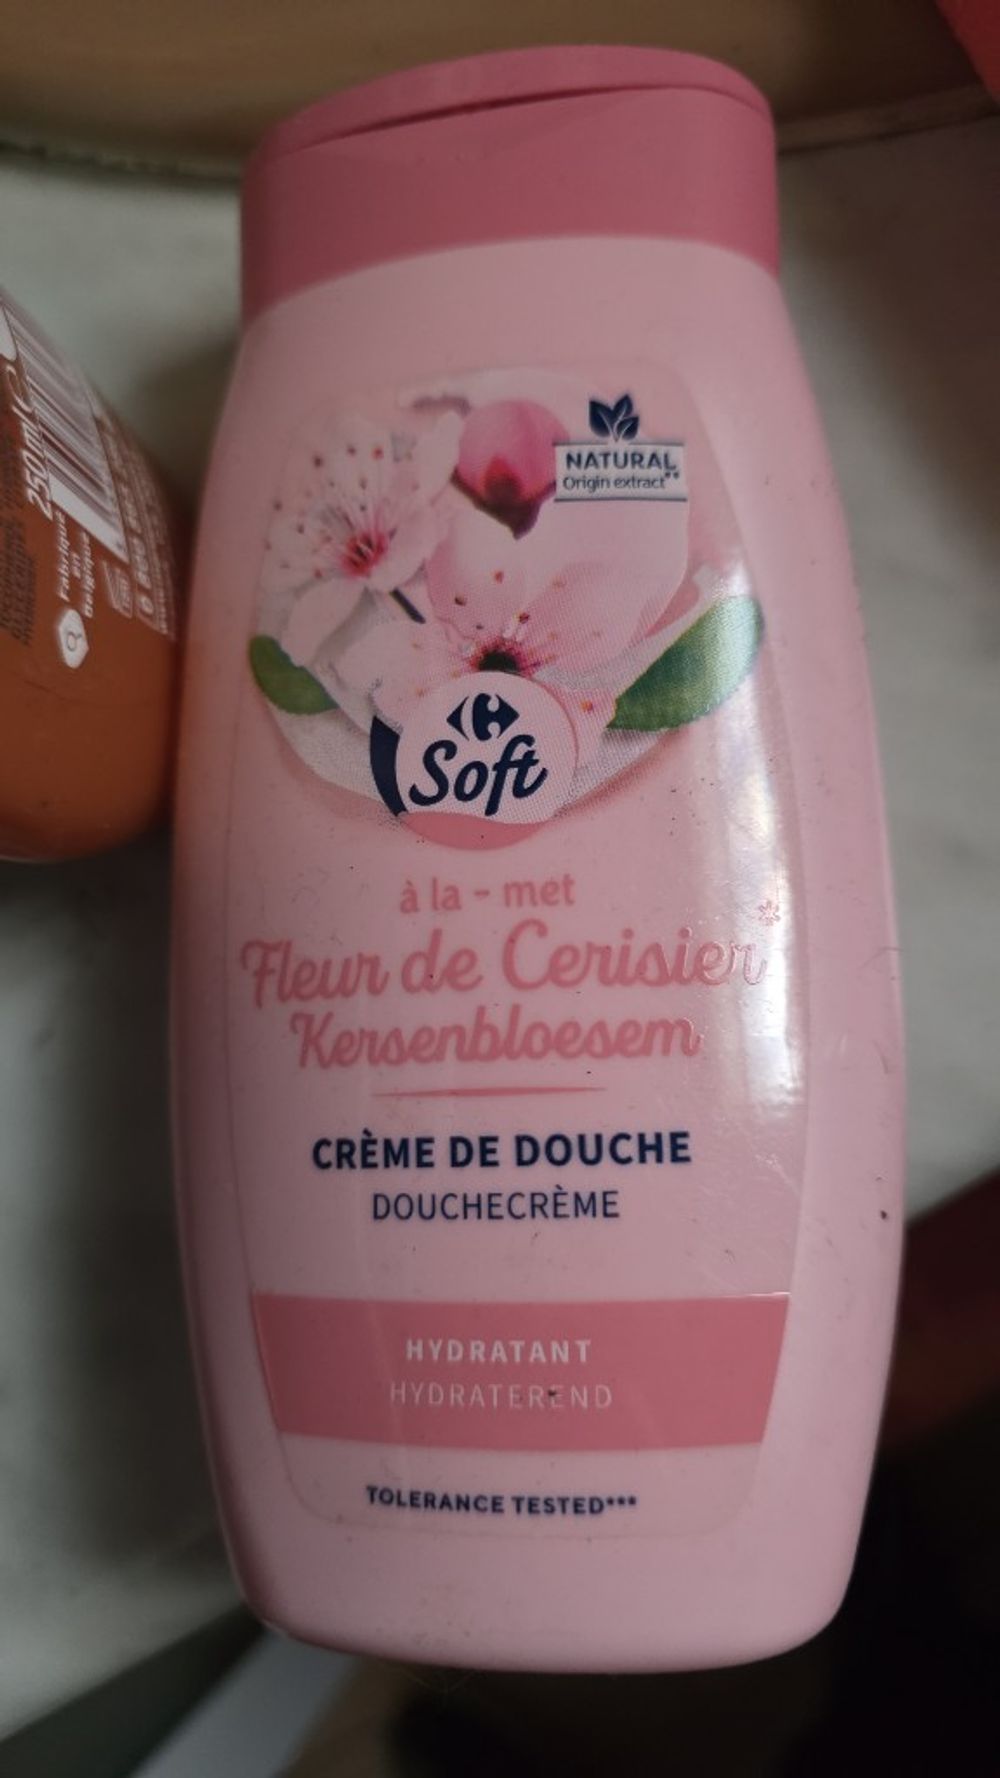 NATURAL
Origin extract**
Soft
à la - met
Fleur de Cerisier*
Kersenbloesem
CRÈME DE DOUCHE
DOUCHECRÈME
HYDRATANT
HYDRATEREND
TOLERANCE TESTED***
250ml
Fabriqué
en
Belgique